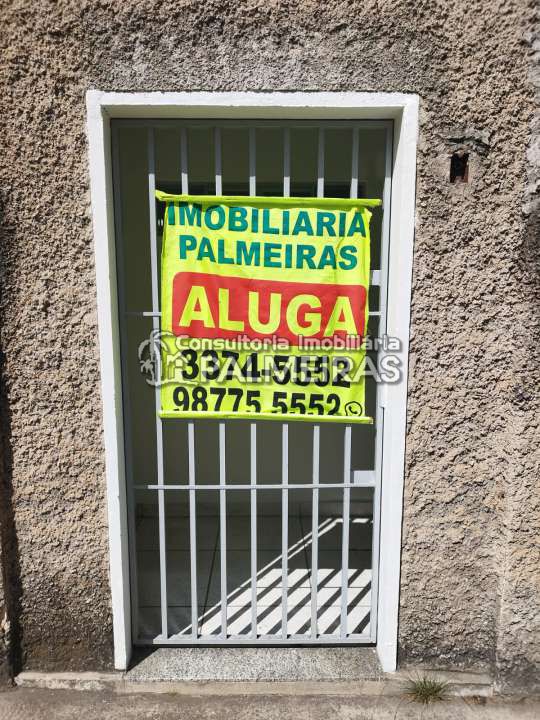 IMOBILIARIA
PALMEIRAS
ALUGA
Consultoria Imobiliária
PALMEIRAS
3374-5552
98775 5552